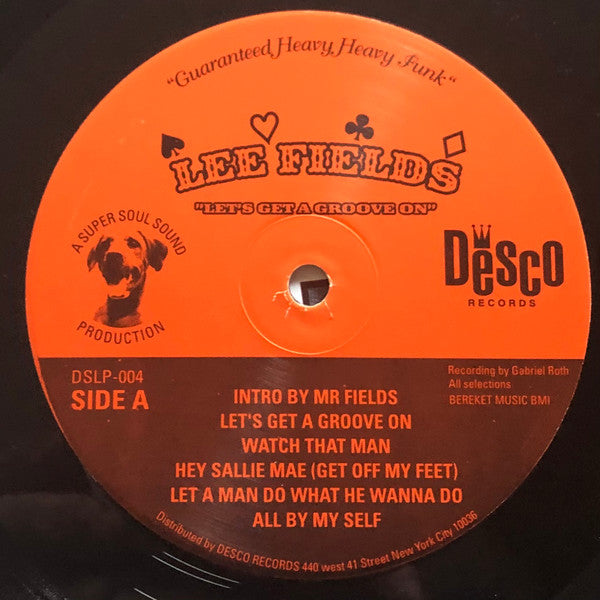 "Guaranteed Heavy, Heavy Funk"
LEE FIELDS
"LET'S GET A GROOVE ON"
A SUPER SOUL SOUND
PRODUCTION
Desco
RECORDS
DSLP-004
SIDE A
Recording by Gabriel Roth
All selections
BEREKET MUSIC BMI
INTRO BY MR FIELDS
LET'S GET A GROOVE ON
WATCH THAT MAN
HEY SALLIE MAE (GET OFF MY FEET)
LET A MAN DO WHAT HE WANNA DO
ALL BY MY SELF
Distributed by DESCO RECORDS 440 west 41 Street New York City 10036